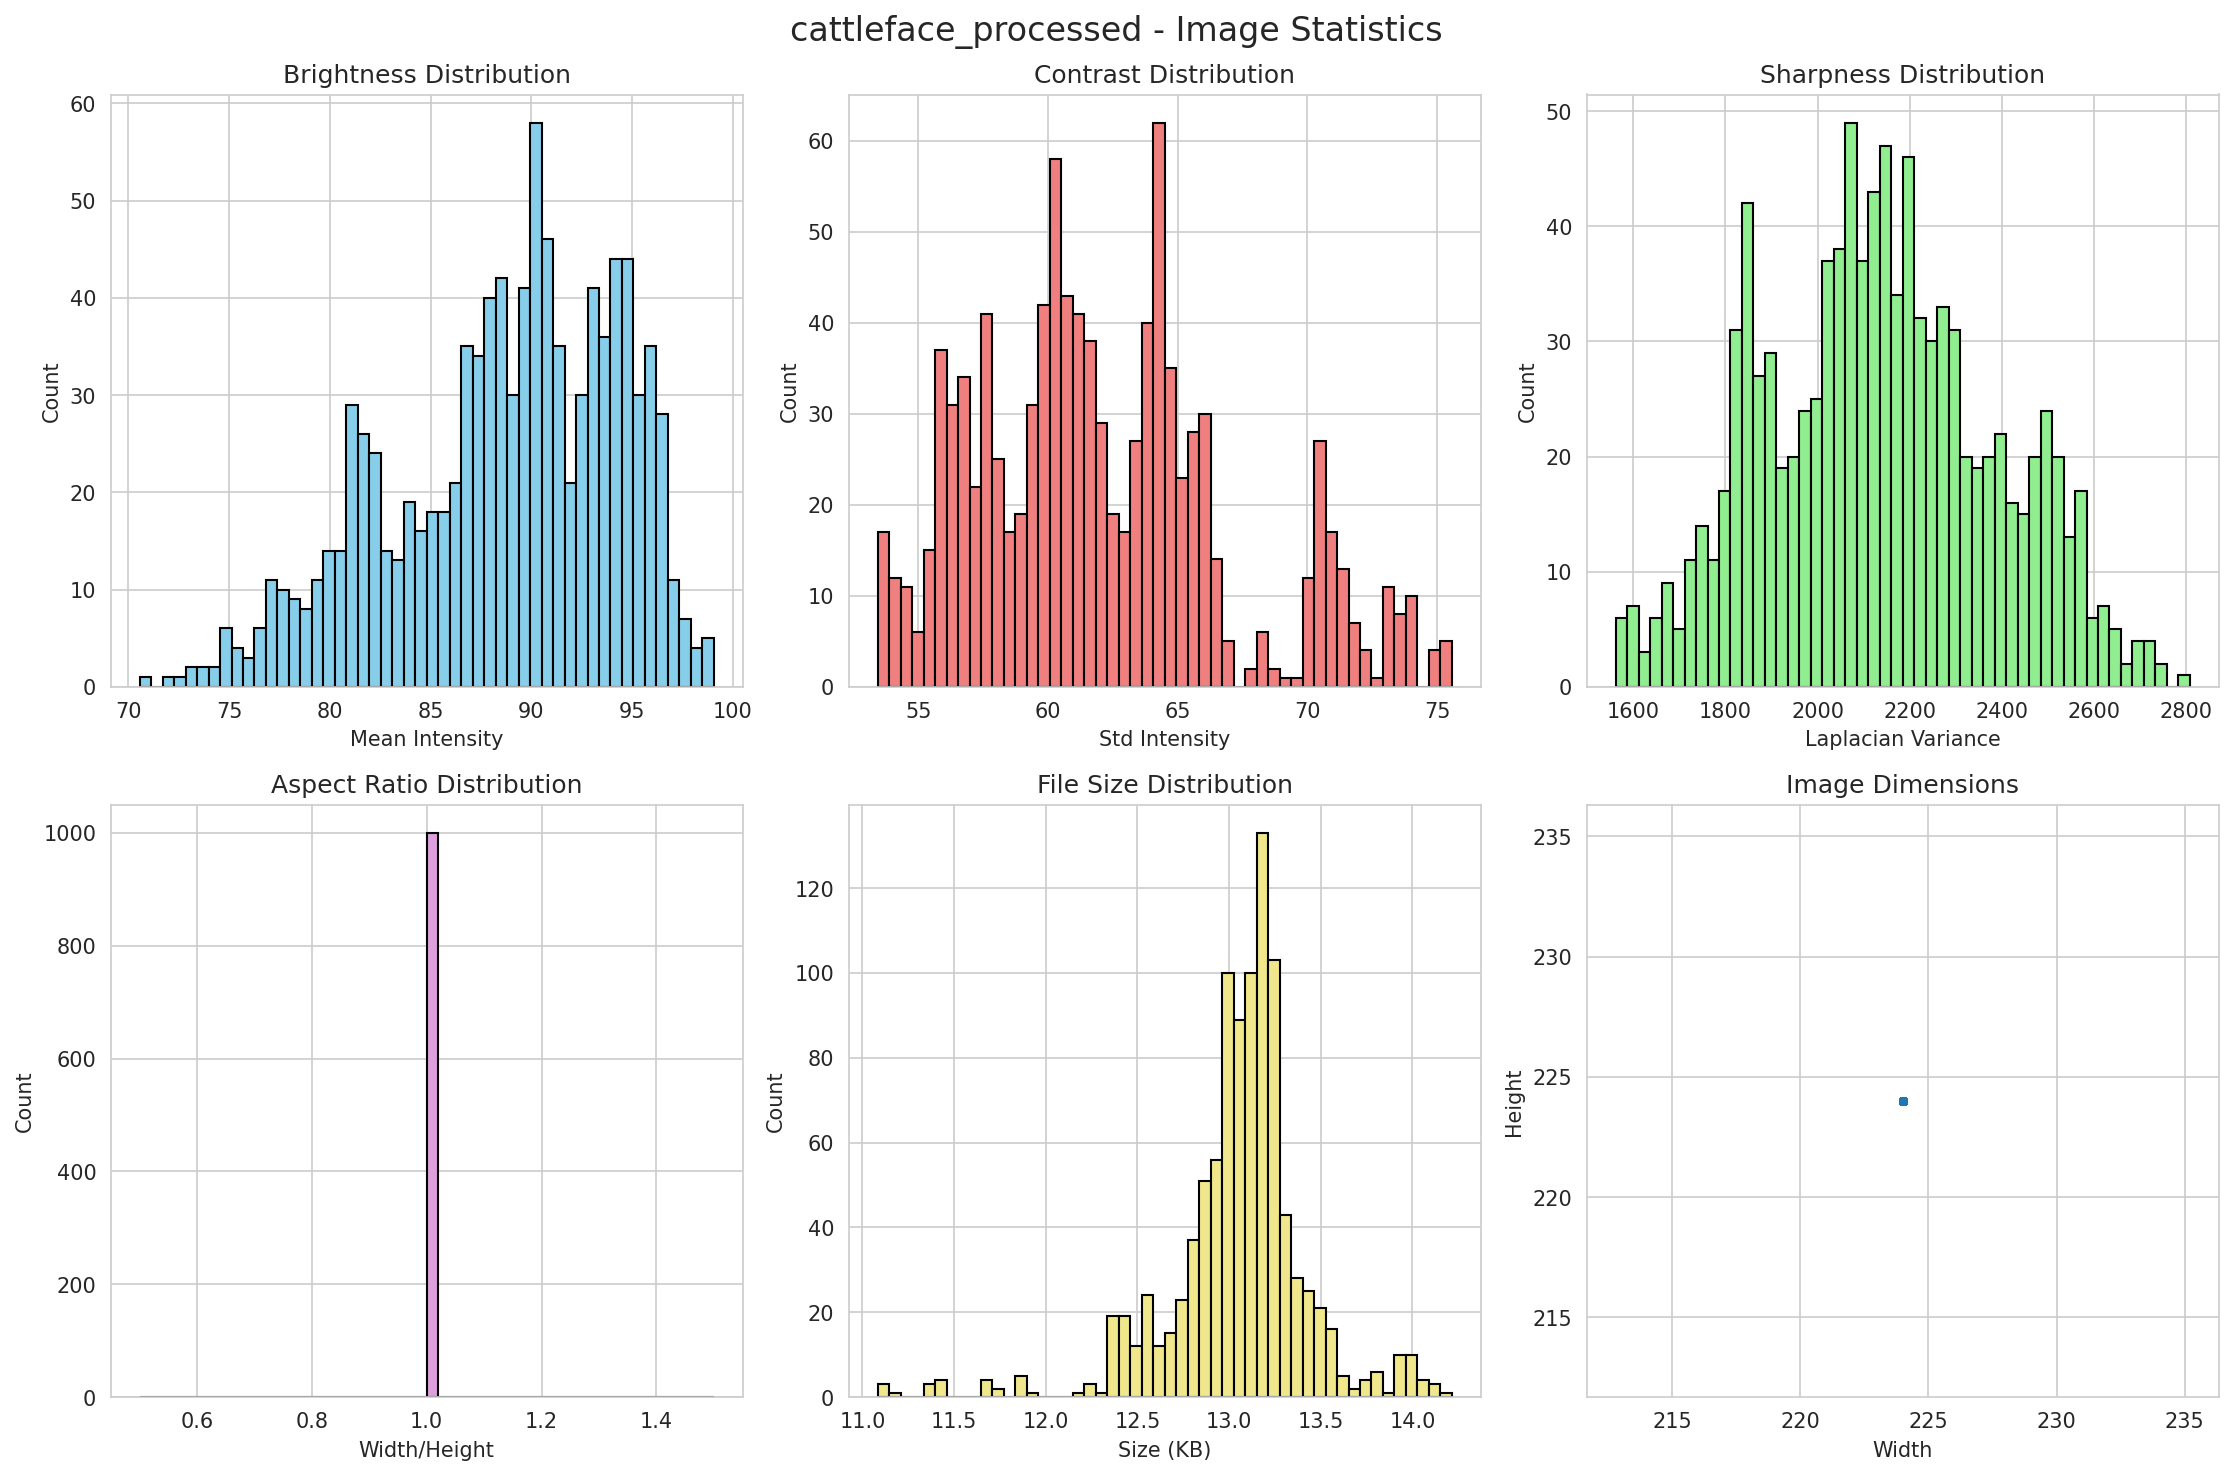 cattleface_processed - Image Statistics
Brightness Distribution
Count
60
50
40
30
20
10
0
70 75 80 85 90 95 100
Mean Intensity
Contrast Distribution
Count
60
50
40
30
20
10
0
55 60 65 70 75
Std Intensity
Sharpness Distribution
Count
50
40
30
20
10
0
1600 1800 2000 2200 2400 2600 2800
Laplacian Variance
Aspect Ratio Distribution
Count
1000
800
600
400
200
0
0.6 0.8 1.0 1.2 1.4
Width/Height
File Size Distribution
Count
120
100
80
60
40
20
0
11.0 11.5 12.0 12.5 13.0 13.5 14.0
Size (KB)
Image Dimensions
Height
235
230
225
220
215
215 220 225 230 235
Width